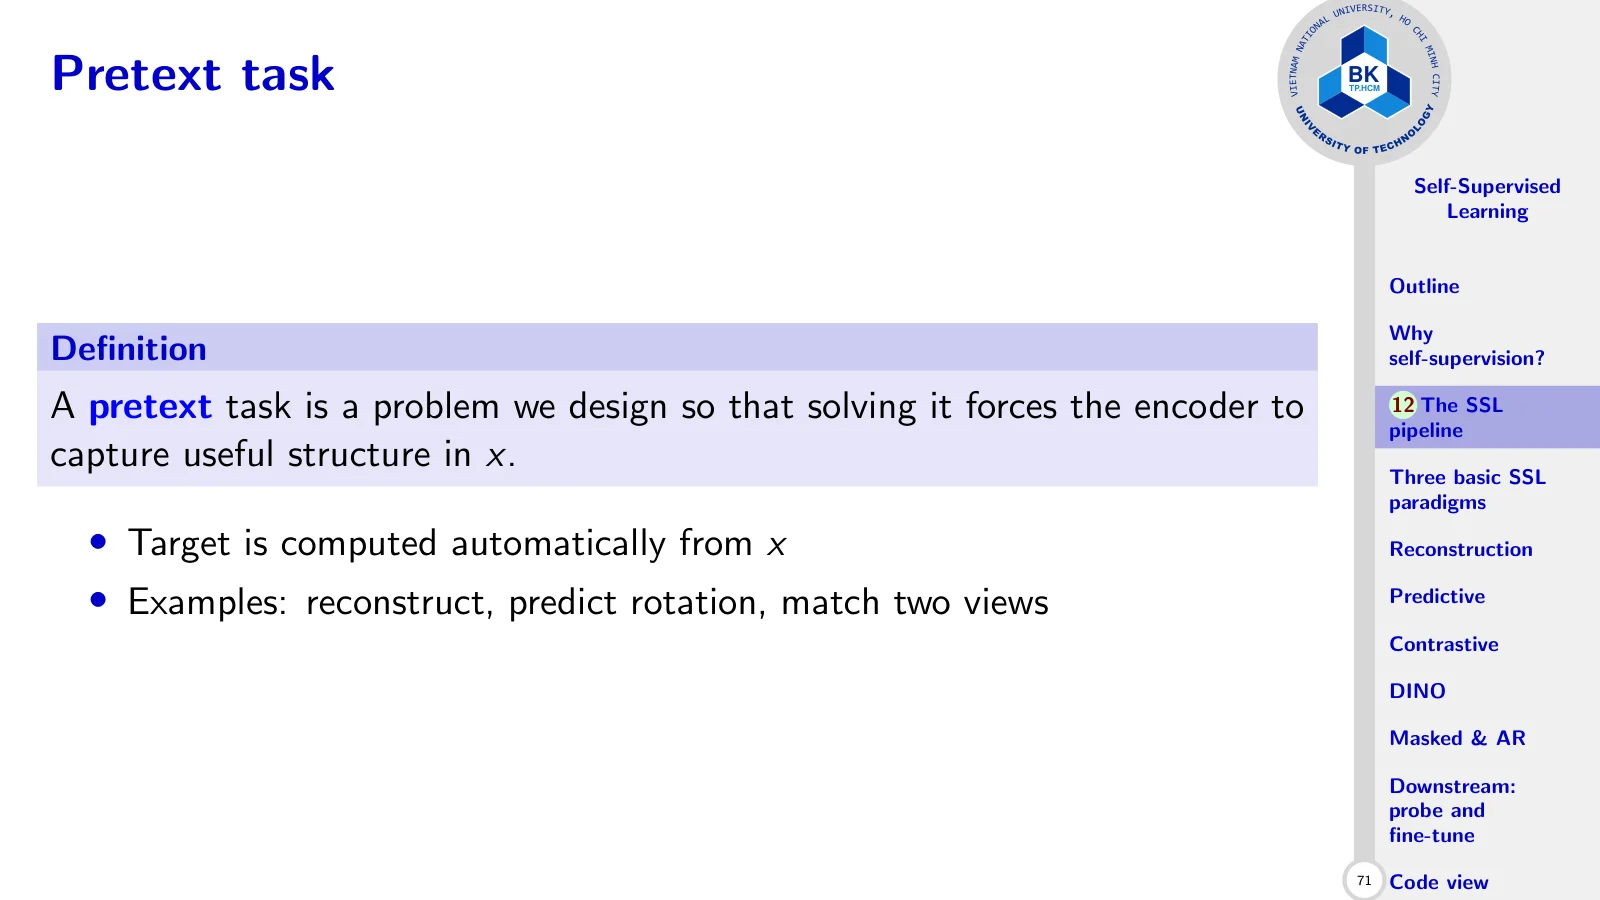 Pretext task
Definition
A pretext task is a problem we design so that solving it forces the encoder to
capture useful structure in x.
• Target is computed automatically from x
• Examples: reconstruct, predict rotation, match two views
VIETNAM NATIONAL UNIVERSITY, HO CHI MINH CITY
BK
TP.HCM
UNIVERSITY OF TECHNOLOGY
Self-Supervised
Learning
Outline
Why
self-supervision?
12 The SSL
pipeline
Three basic SSL
paradigms
Reconstruction
Predictive
Contrastive
DINO
Masked & AR
Downstream:
probe and
fine-tune
Code view
71